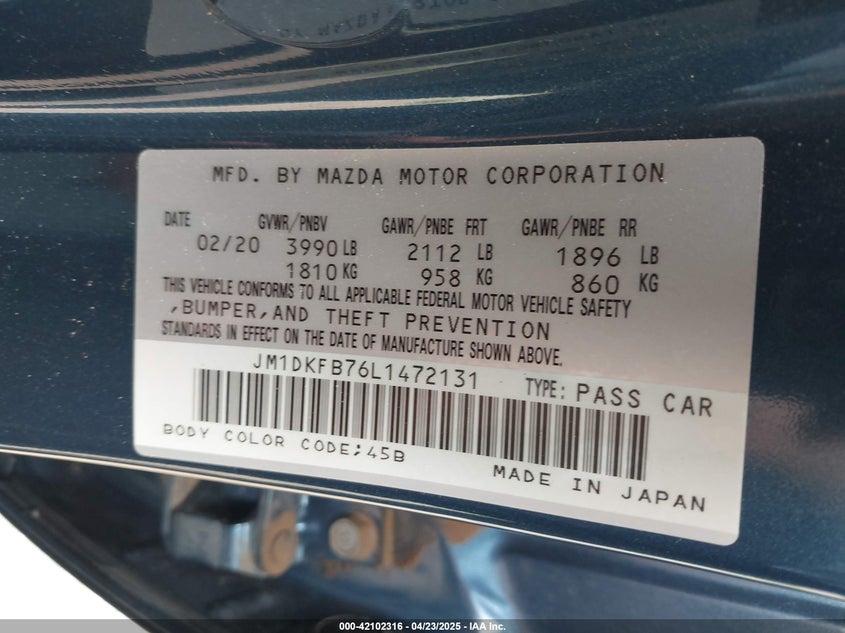 MFD. BY MAZDA MOTOR CORPORATION
DATE GVWR/PNBV GAWR/PNBE FRT GAWR/PNBE RR
02/20 3990 LB 2112 LB 1896 LB
1810 KG 958 KG 860 KG
THIS VEHICLE CONFORMS TO ALL APPLICABLE FEDERAL MOTOR VEHICLE SAFETY
,BUMPER,AND THEFT PREVENTION
STANDARDS IN EFFECT ON THE DATE OF MANUFACTURE SHOWN ABOVE.
JM1DKFB76L1472131 TYPE: PASS CAR
BODY COLOR CODE;45B
MADE IN JAPAN
000-42102316 - 04/23/2025 - IAA Inc.